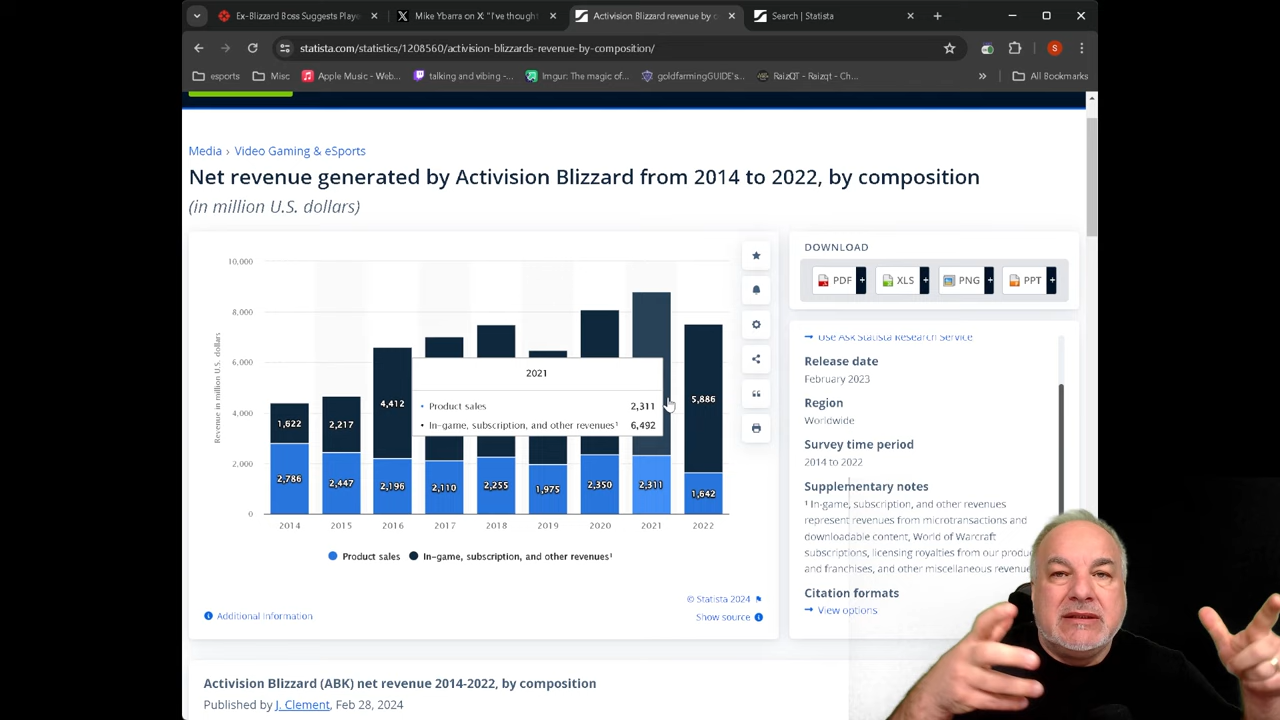 Ex-Blizzard Boss Suggests Playe
Mike Ybarra on X: "I've though
Activision Blizzard revenue by c
Search | Statista
statista.com/statistics/1208560/activision-blizzards-revenue-by-composition/
S
esports
Misc
Apple Music - Web...
talking and vibing -...
Imgur: The magic of...
goldfarmingGUIDE's...
RaizQT - Raizqt - Ch...
All Bookmarks
Media › Video Gaming & eSports
Net revenue generated by Activision Blizzard from 2014 to 2022, by composition
(in million U.S. dollars)
Revenue in million U.S. dollars
10,000
8,000
6,000
4,000
2,000
0
1,622
2,217
4,412
5,886
2,786
2,447
2,196
2,110
2,255
1,975
2,350
2,311
1,642
2021
• Product sales 2,311
• In-game, subscription, and other revenues¹ 6,492
2014 2015 2016 2017 2018 2019 2020 2021 2022
Product sales In-game, subscription, and other revenues¹
© Statista 2024
Additional Information
Show source
DOWNLOAD
PDF + XLS + PNG + PPT +
→ Use Ask Statista Research Service
Release date
February 2023
Region
Worldwide
Survey time period
2014 to 2022
Supplementary notes
¹ In-game, subscription, and other revenues
represent revenues from microtransactions and
downloadable content, World of Warcraft
subscriptions, licensing royalties from our produ
and franchises, and other miscellaneous revenue
Citation formats
→ View options
Activision Blizzard (ABK) net revenue 2014-2022, by composition
Published by J. Clement, Feb 28, 2024